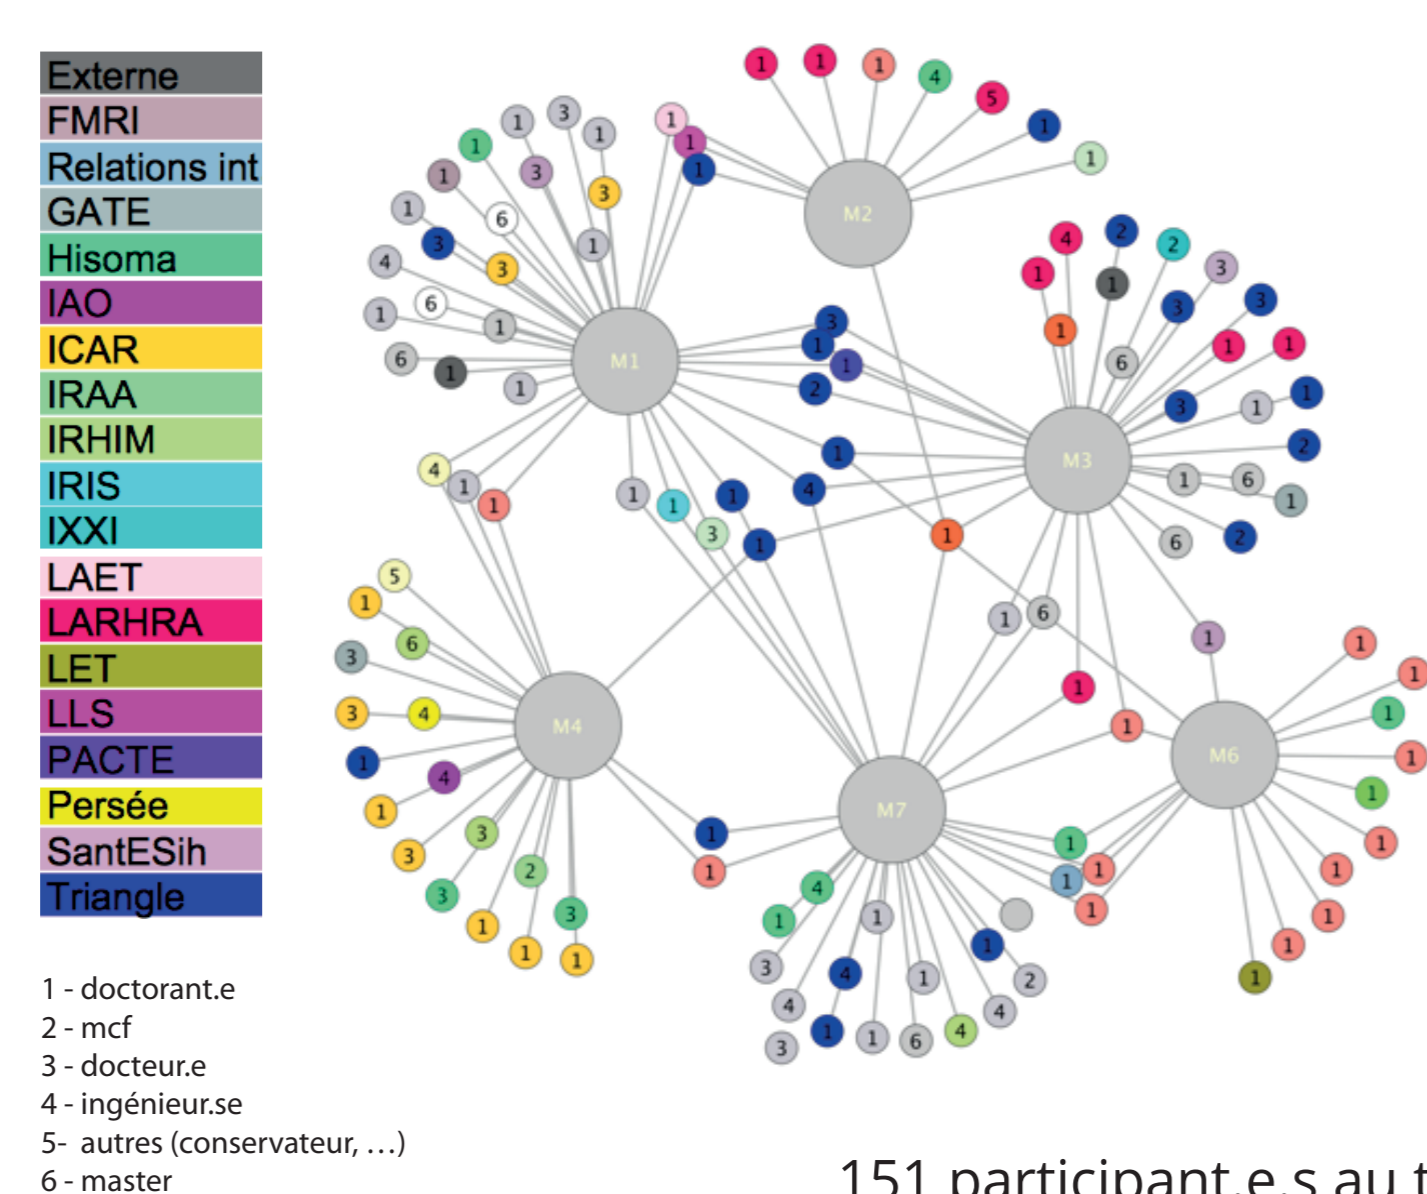 Externe
FMRI
Relations int
GATE
Hisoma
IAO
ICAR
IRAA
IRHIM
IRIS
IXXI
LAET
LARHRA
LET
LLS
PACTE
Persée
SantESih
Triangle
1 - doctorant.e
2 - mcf
3 - docteur.e
4 - ingénieur.se
5- autres (conservateur, …)
6 - master
M1
M2
M3
M4
M7
M6
151 participant.e.s au t